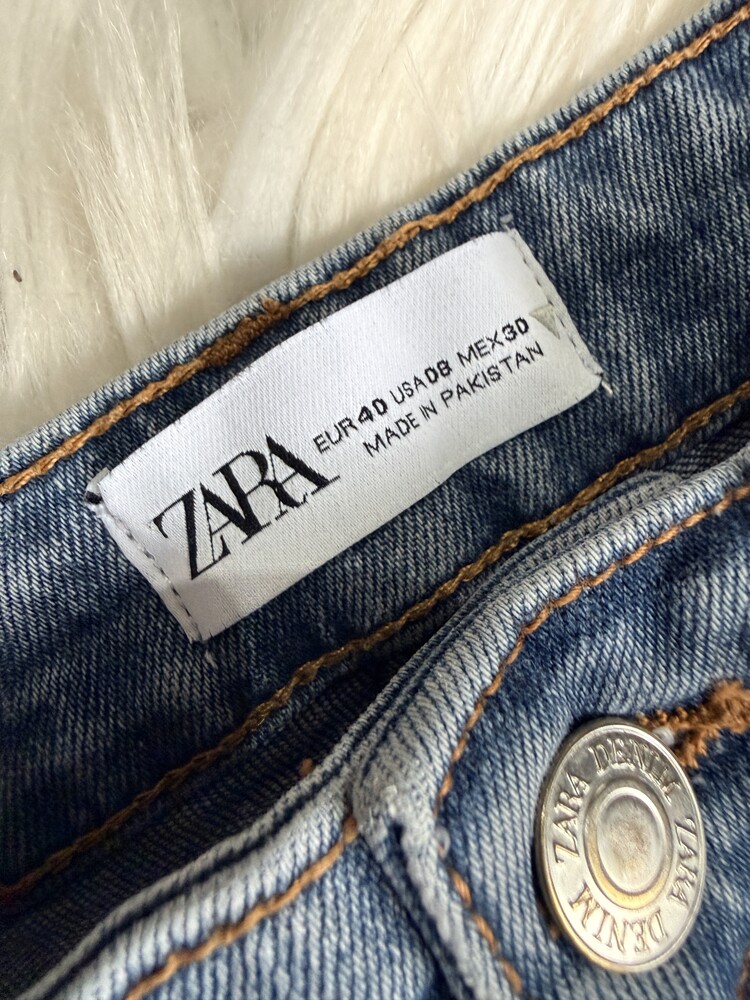 ZARA
EUR 40 USA 08 MEX 30
MADE IN PAKISTAN
ZARA DENIM ZARA DENIM